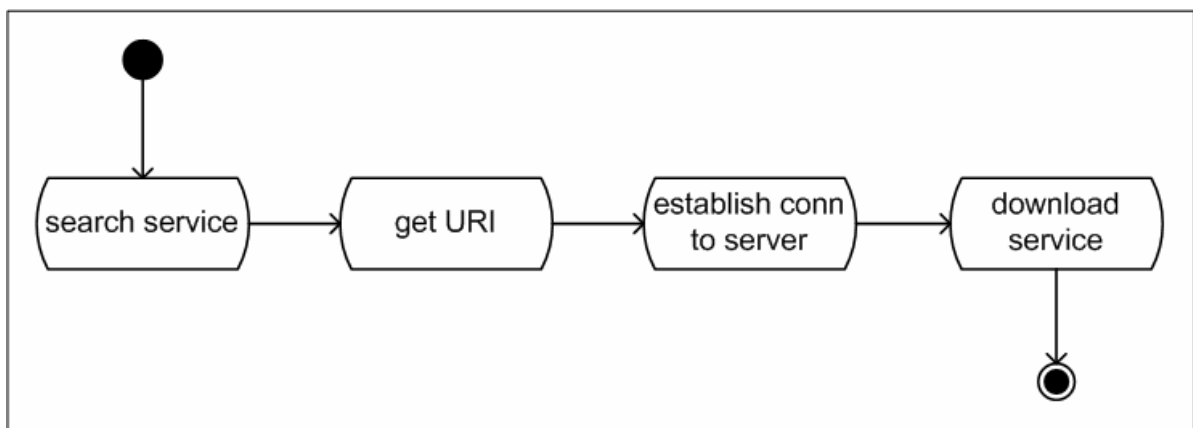 search service
get URI
establish conn
to server
download
service